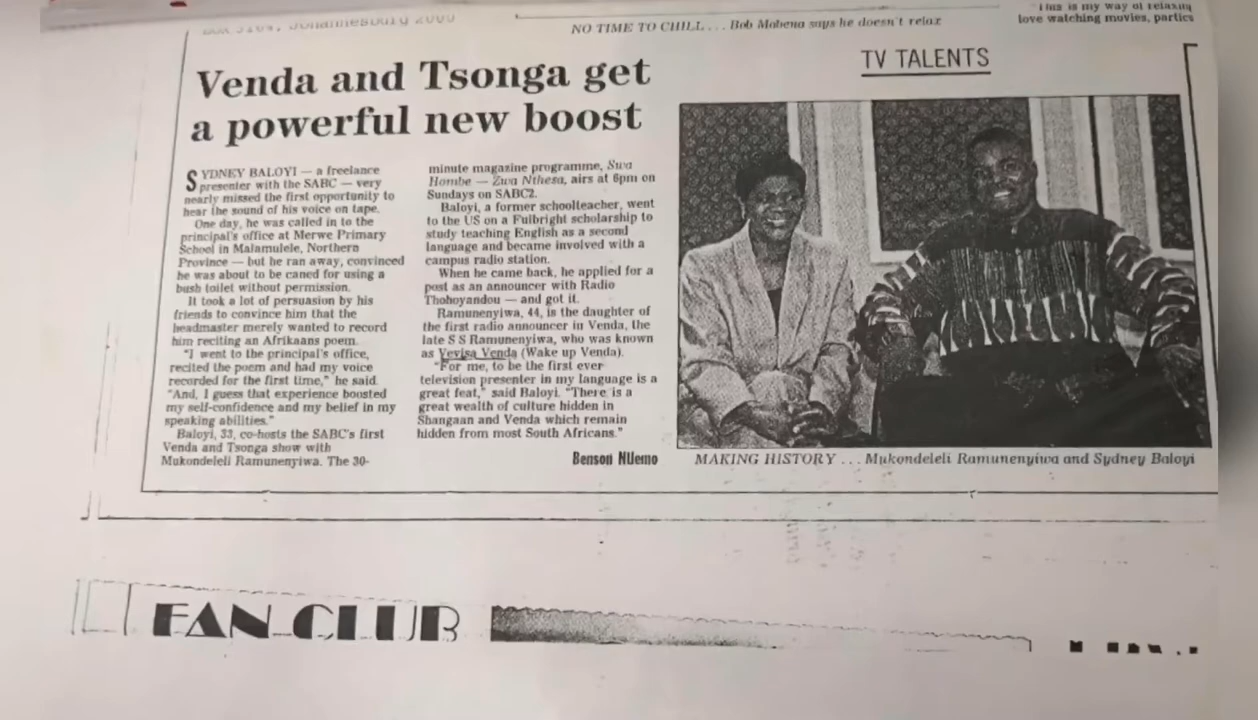 NO TIME TO CHILL . . . Bob Mabena says he doesn't relax
This is my way of relaxing
love watching movies, parties
Venda and Tsonga get
a powerful new boost
SYDNEY BALOYI — a freelance
presenter with the SABC — very
nearly missed the first opportunity to
hear the sound of his voice on tape.
One day, he was called in to the
principal's office at Merwe Primary
School in Malamulele, Northern
Province — but he ran away, convinced
he was about to be caned for using a
bush toilet without permission.
It took a lot of persuasion by his
friends to convince him that the
headmaster merely wanted to record
him reciting an Afrikaans poem.
"I went to the principal's office,
recited the poem and had my voice
recorded for the first time," he said.
"And, I guess that experience boosted
my self-confidence and my belief in my
speaking abilities."
Baloyi, 33, co-hosts the SABC's first
Venda and Tsonga show with
Mukondeleli Ramunenyiwa. The 30-
minute magazine programme, Swa
Hombe — Zwa Nthesa, airs at 6pm on
Sundays on SABC2.
Baloyi, a former schoolteacher, went
to the US on a Fulbright scholarship to
study teaching English as a second
language and became involved with a
campus radio station.
When he came back, he applied for a
post as an announcer with Radio
Thohoyandou — and got it.
Ramunenyiwa, 44, is the daughter of
the first radio announcer in Venda, the
late S S Ramunenyiwa, who was known
as Vevisa Venda (Wake up Venda).
"For me, to be the first ever
television presenter in my language is a
great feat," said Baloyi. "There is a
great wealth of culture hidden in
Shangaan and Venda which remain
hidden from most South Africans."
Benson Ntlemo
TV TALENTS
MAKING HISTORY . . . Mukondeleli Ramunenyiwa and Sydney Baloyi
FAN CLUB